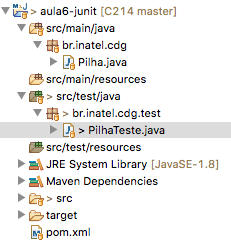 > aula6-junit [C214 master]
src/main/java
br.inatel.cdg
Pilha.java
src/main/resources
> src/test/java
> br.inatel.cdg.test
> PilhaTeste.java
src/test/resources
JRE System Library [JavaSE-1.8]
Maven Dependencies
> src
target
pom.xml